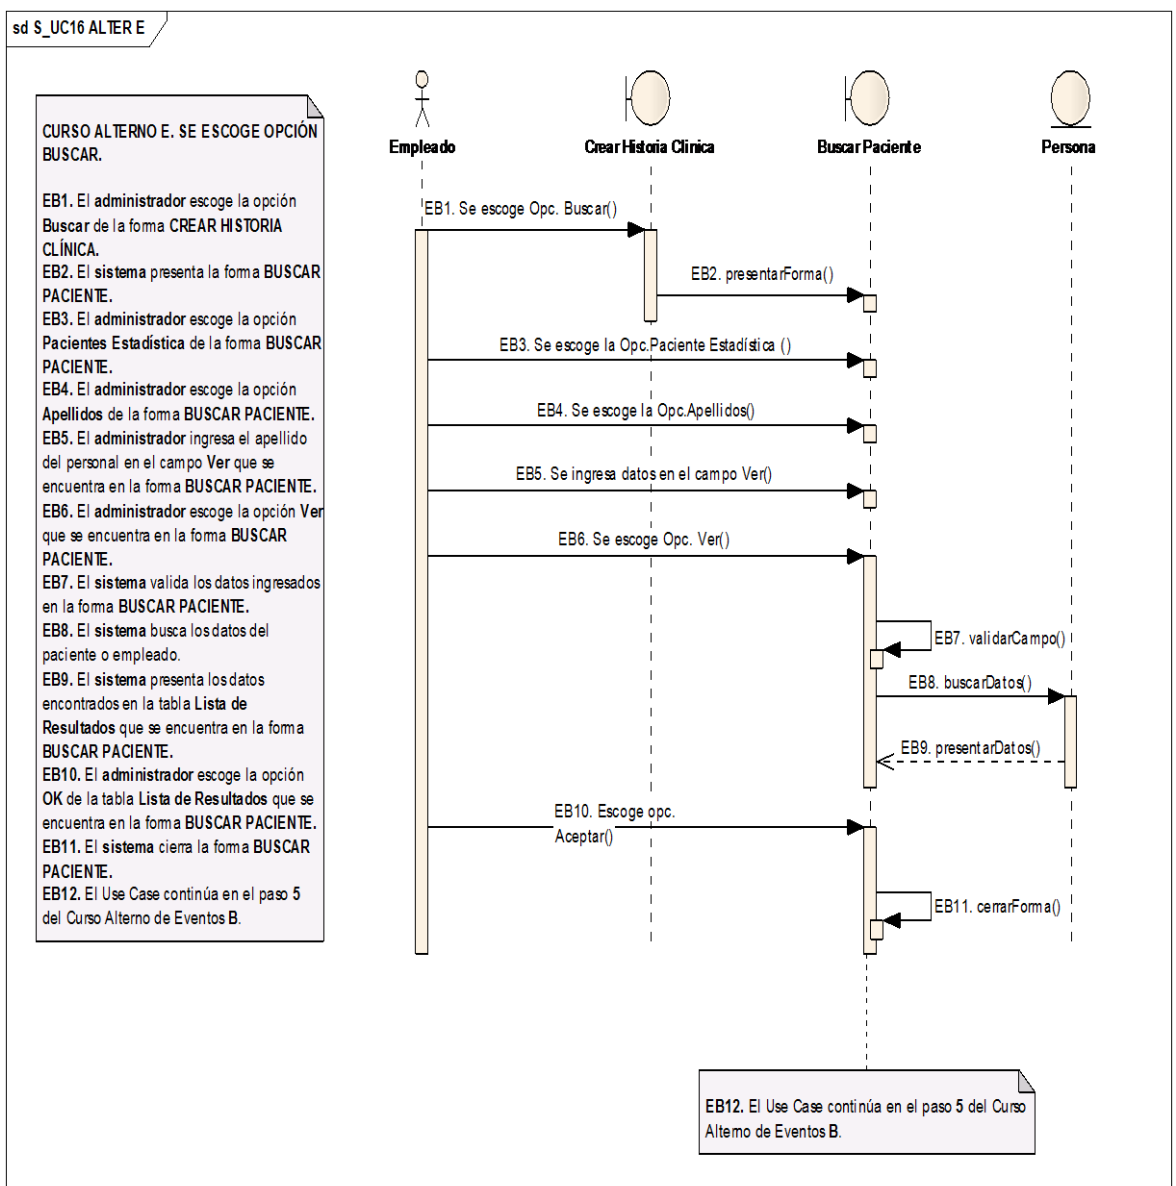 sd S_UC16 ALTER E
CURSO ALTERNO E. SE ESCOGE OPCIÓN
BUSCAR.
EB1. El administrador escoge la opción
Buscar de la forma CREAR HISTORIA
CLÍNICA.
EB2. El sistema presenta la forma BUSCAR
PACIENTE.
EB3. El administrador escoge la opción
Pacientes Estadística de la forma BUSCAR
PACIENTE.
EB4. El administrador escoge la opción
Apellidos de la forma BUSCAR PACIENTE.
EB5. El administrador ingresa el apellido
del personal en el campo Ver que se
encuentra en la forma BUSCAR PACIENTE.
EB6. El administrador escoge la opción Ver
que se encuentra en la forma BUSCAR
PACIENTE.
EB7. El sistema valida los datos ingresados
en la forma BUSCAR PACIENTE.
EB8. El sistema busca los datos del
paciente o empleado.
EB9. El sistema presenta los datos
encontrados en la tabla Lista de
Resultados que se encuentra en la forma
BUSCAR PACIENTE.
EB10. El administrador escoge la opción
OK de la tabla Lista de Resultados que se
encuentra en la forma BUSCAR PACIENTE.
EB11. El sistema cierra la forma BUSCAR
PACIENTE.
EB12. El Use Case continúa en el paso 5
del Curso Alterno de Eventos B.
Empleado
Crear Historia Clinica
Buscar Paciente
Persona
EB1. Se escoge Opc. Buscar()
EB2. presentarForma()
EB3. Se escoge la Opc.Paciente Estadística ()
EB4. Se escoge la Opc.Apellidos()
EB5. Se ingresa datos en el campo Ver()
EB6. Se escoge Opc. Ver()
EB7. validarCampo()
EB8. buscarDatos()
EB9. presentarDatos()
EB10. Escoge opc.
Aceptar()
EB11. cerrarForma()
EB12. El Use Case continúa en el paso 5 del Curso
Alterno de Eventos B.